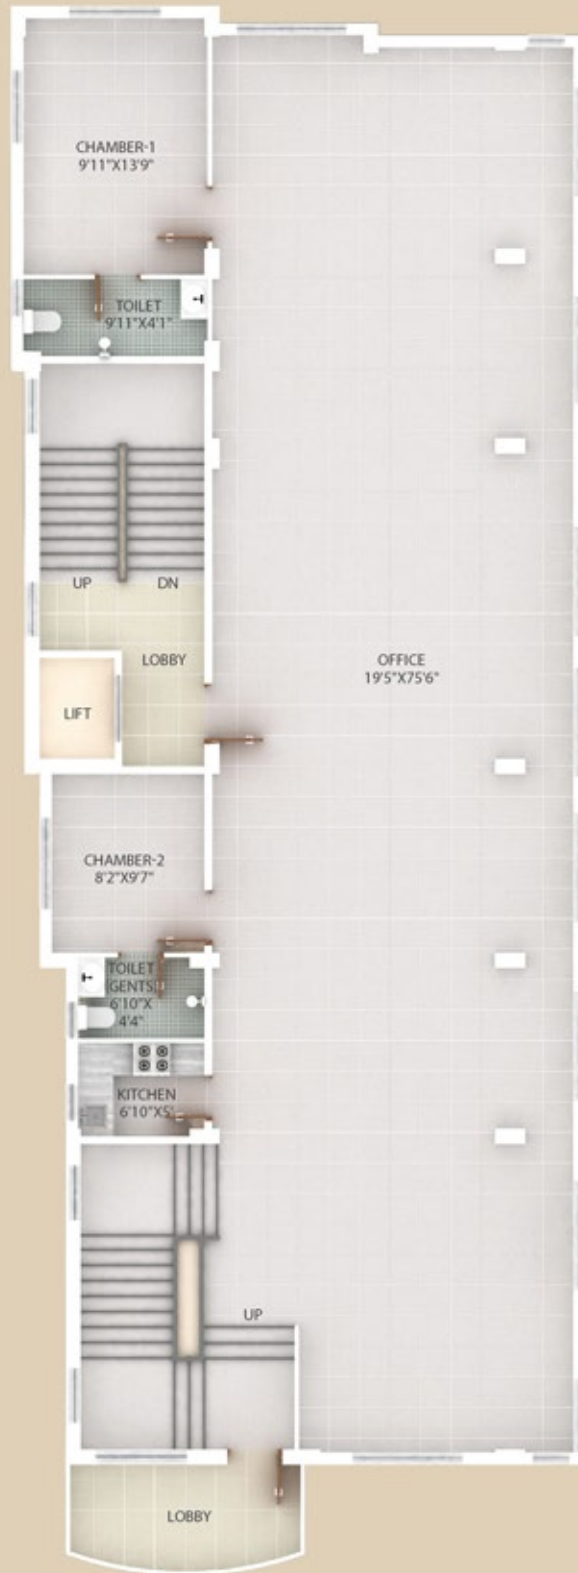 CHAMBER-1
9'11"X13'9"
TOILET
9'11"X4'1"
UP
DN
LOBBY
LIFT
OFFICE
19'5"X75'6"
CHAMBER-2
8'2"X9'7"
TOILET
(GENTS)
6'10"X
4'4"
KITCHEN
6'10"X5'
UP
LOBBY